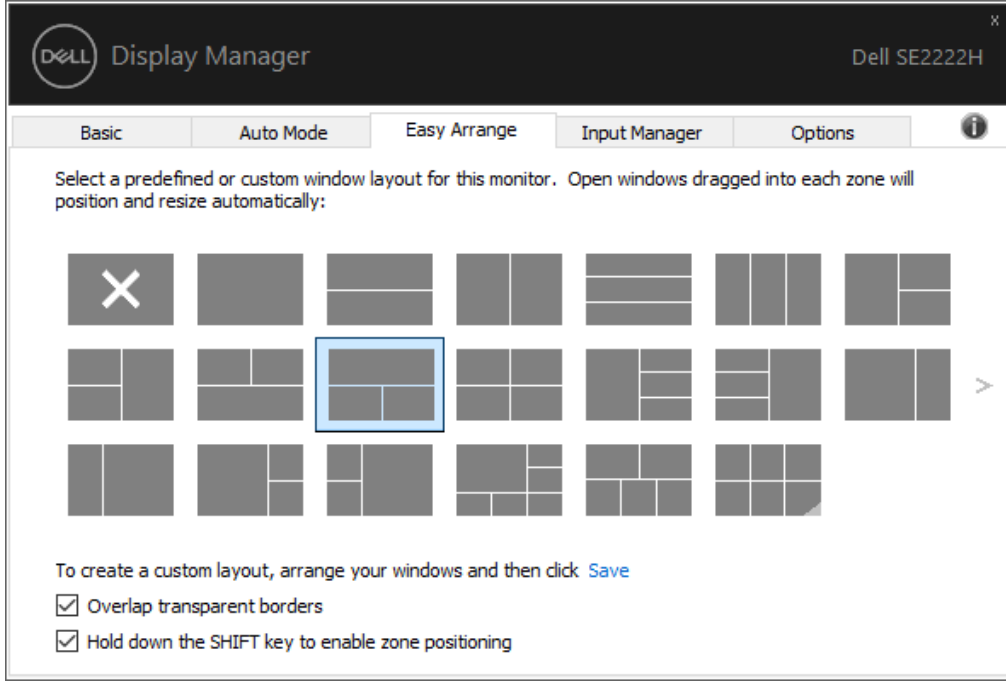 x
DELL Display Manager Dell SE2222H
Basic Auto Mode Easy Arrange Input Manager Options
Select a predefined or custom window layout for this monitor. Open windows dragged into each zone will
position and resize automatically:
>
To create a custom layout, arrange your windows and then click Save
Overlap transparent borders
Hold down the SHIFT key to enable zone positioning